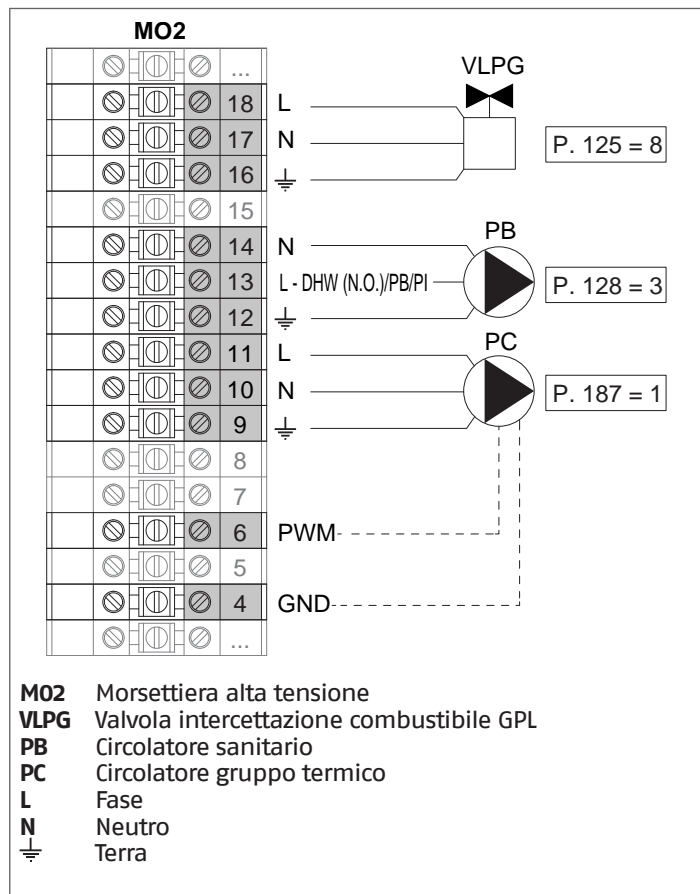 MO2
...
VLPG
18 L
17 N
P. 125 = 8
16
15
PB
14 N
13 L - DHW (N.O.)/PB/PI
P. 128 = 3
12
PC
11 L
10 N
P. 187 = 1
9
8
7
6 PWM
5
4 GND
...
MO2 Morsettiera alta tensione
VLPG Valvola intercettazione combustibile GPL
PB Circolatore sanitario
PC Circolatore gruppo termico
L Fase
N Neutro
Terra